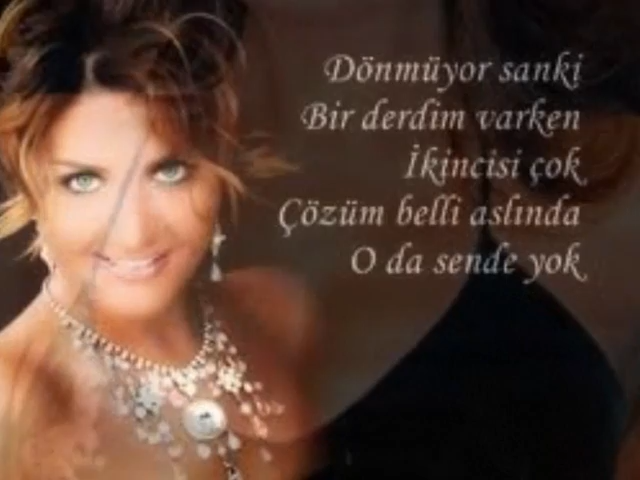 Dönmüyor sanki
Bir derdim varken
İkincisi çok
Çözüm belli aslında
O da sende yok